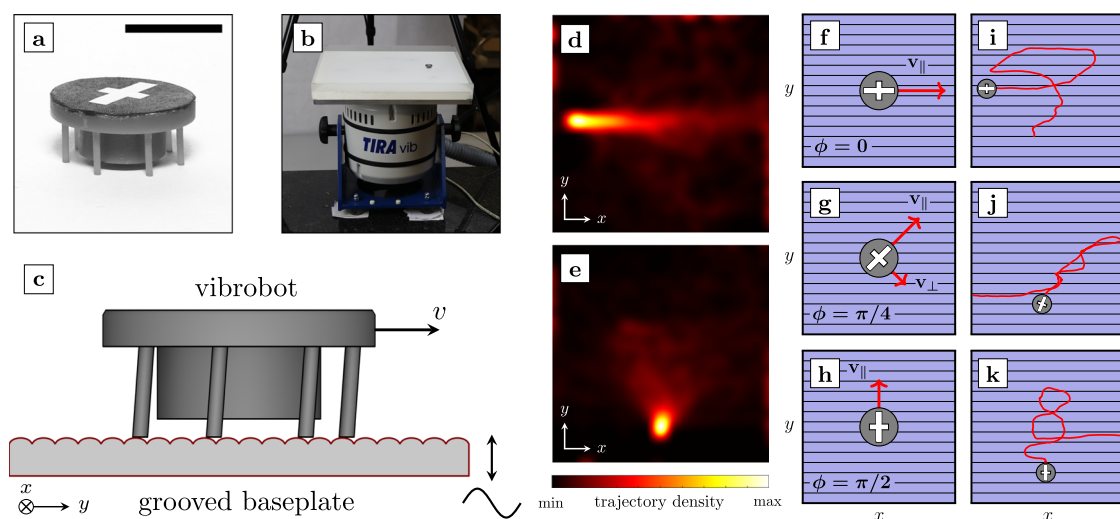 a
b
TIRA vib
c
vibrobot
v
x
y
grooved baseplate
d
y
x
e
y
x
min
trajectory density
max
f
v∥
y
ϕ = 0
i
g
v∥
v⊥
y
ϕ = π/4
j
h
v∥
y
ϕ = π/2
x
k
x